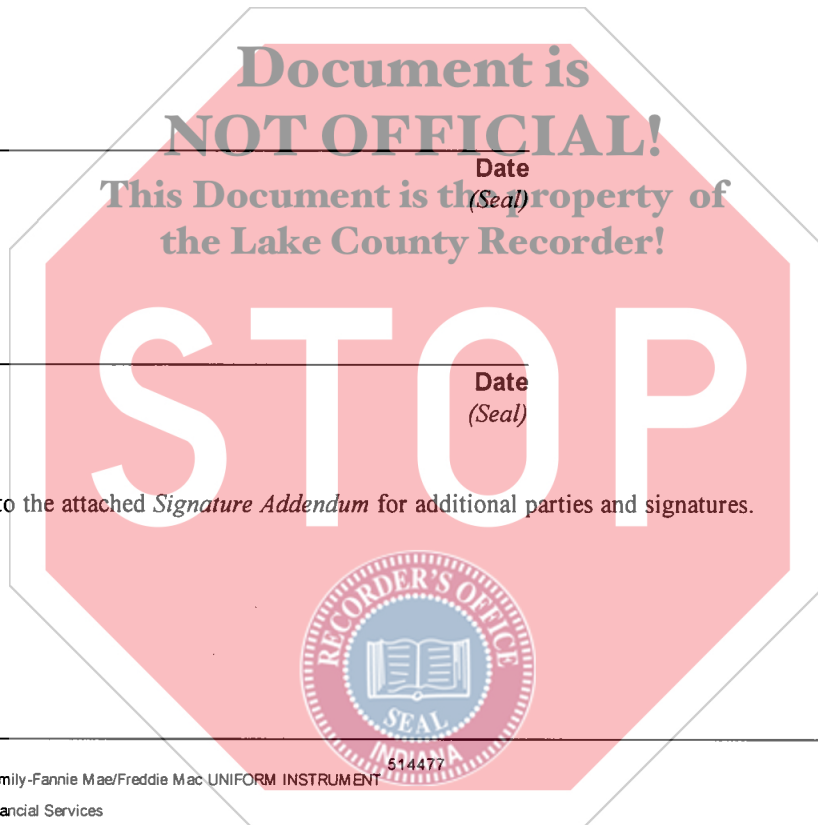 Document is
NOT OFFICIAL!
Date
This Document is the property of
(Seal)
the Lake County Recorder!
STOP
Date
(Seal)
to the attached Signature Addendum for additional parties and signatures.
RECORDER'S OFFICE
SEAL
INDIANA
514477
mily-Fannie Mae/Freddie Mac UNIFORM INSTRUMENT
ancial Services